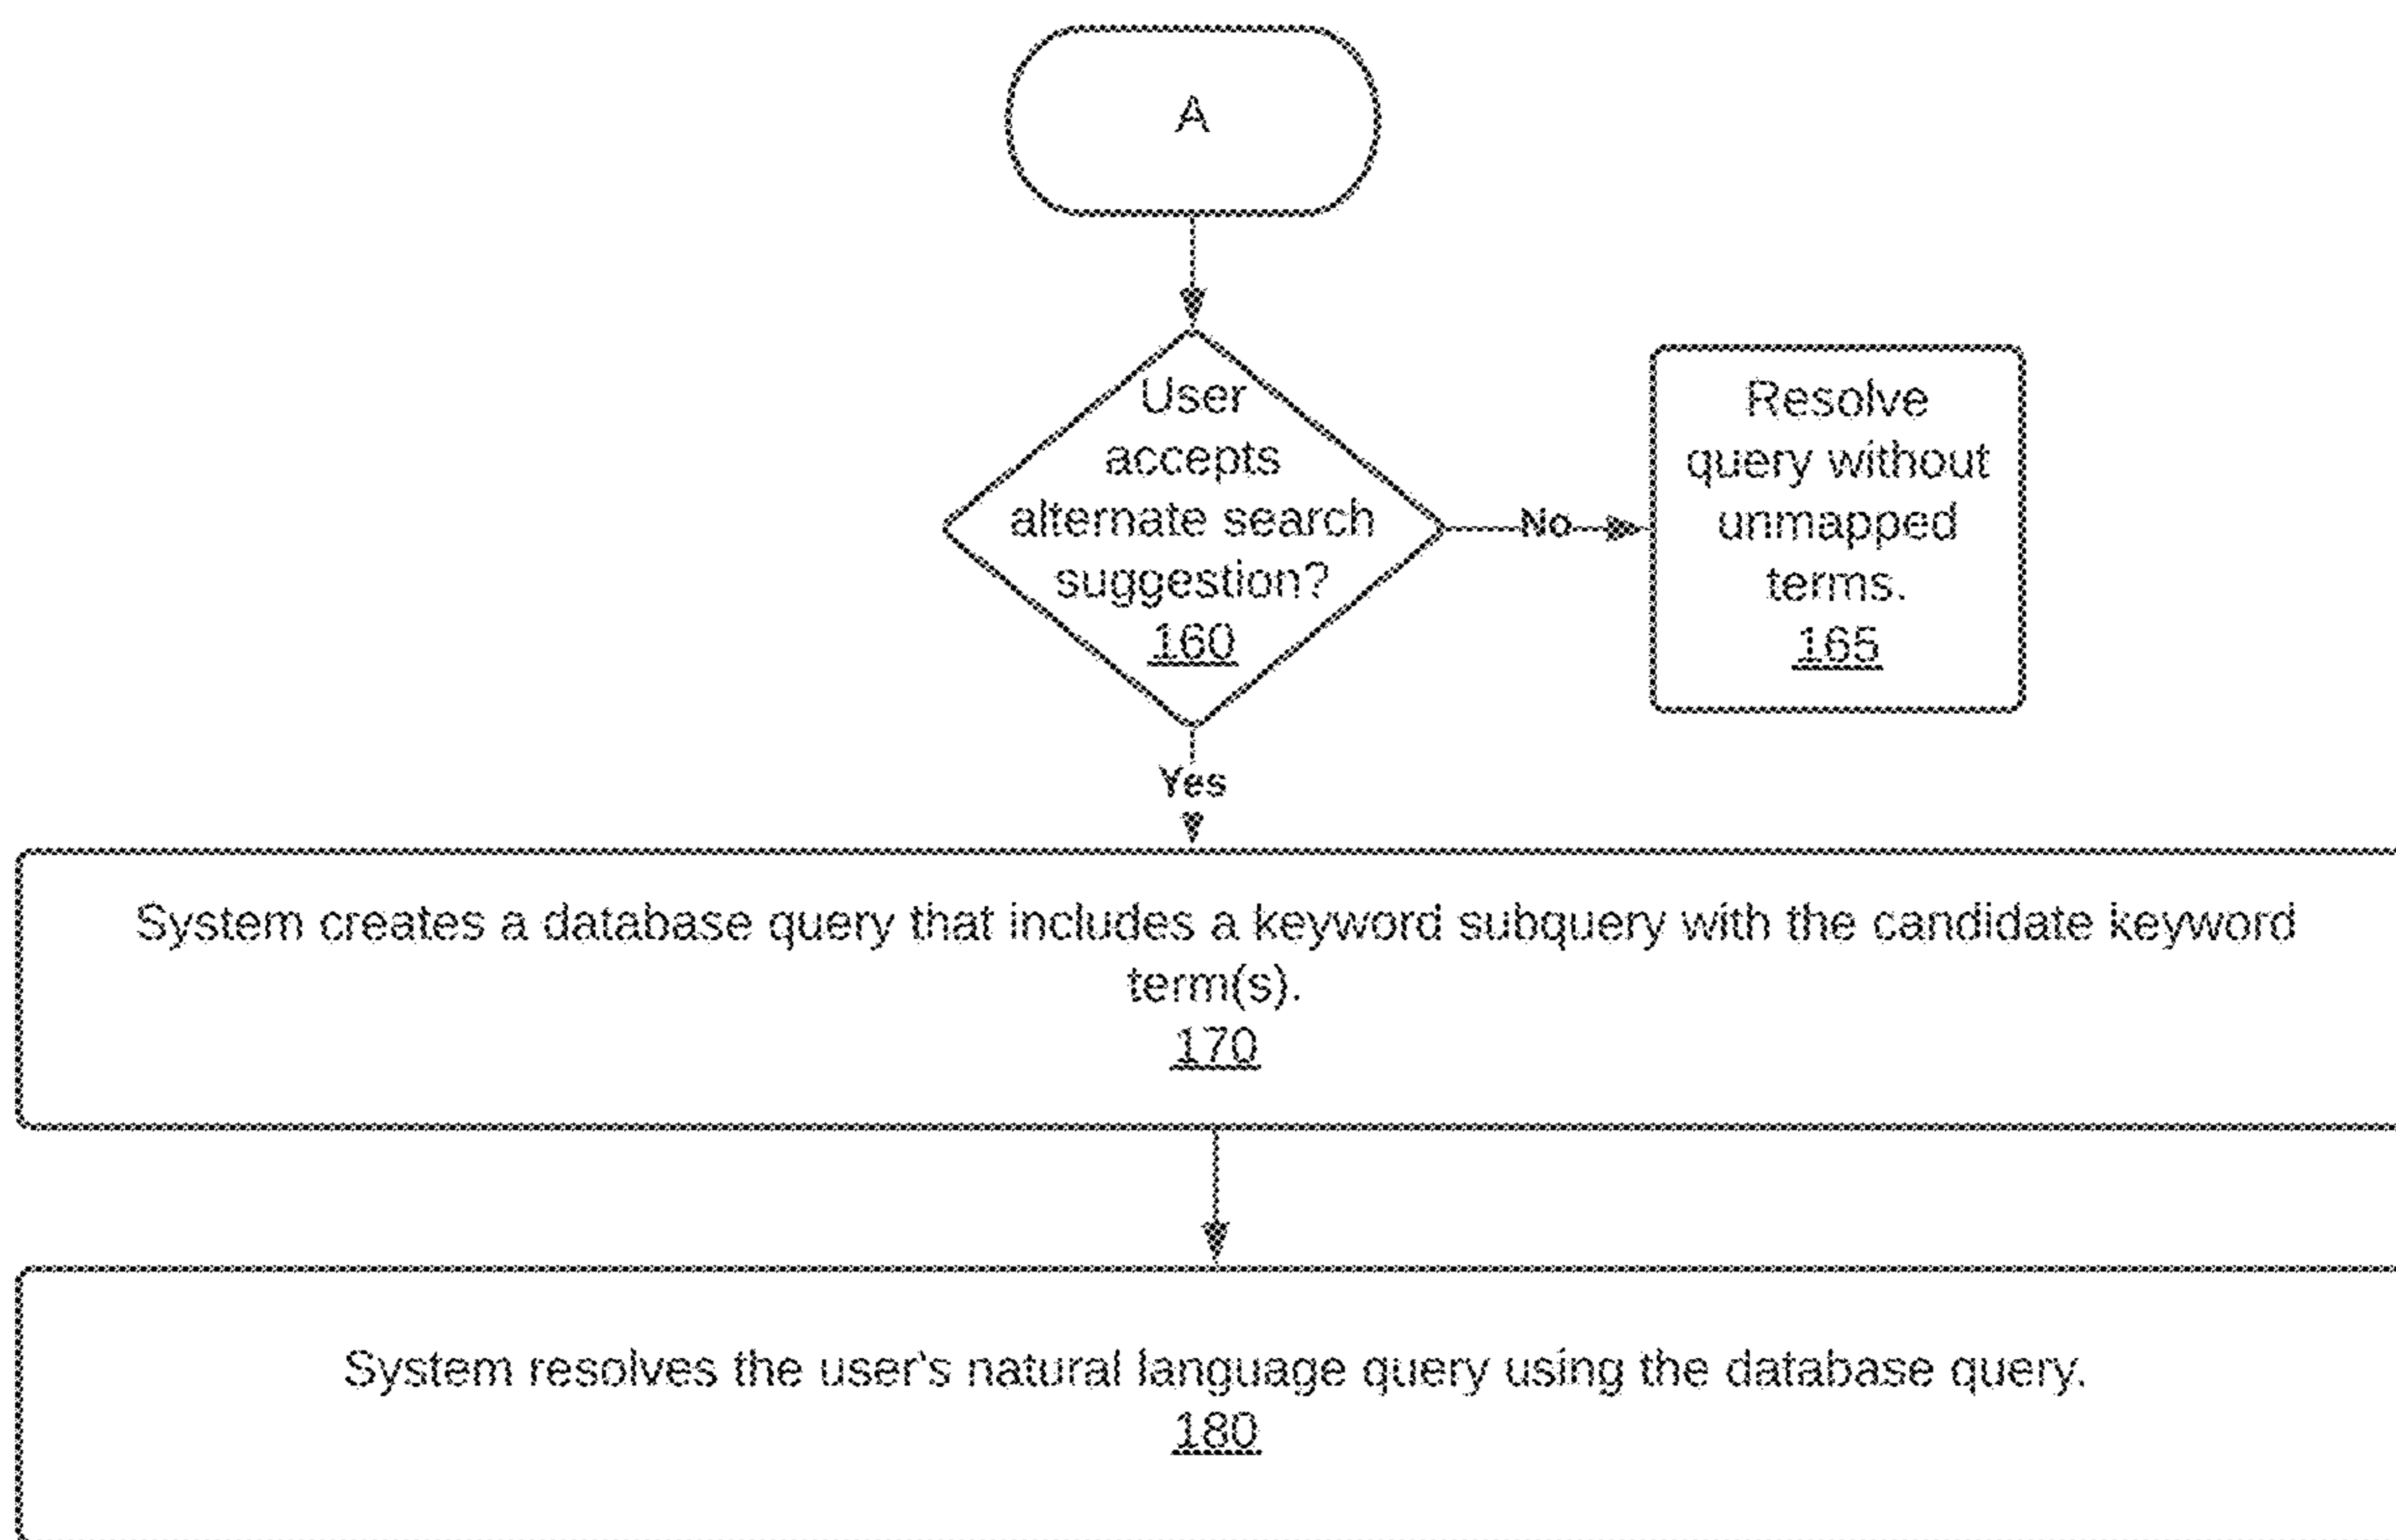 A
User
accepts
alternate search
suggestion?
160
No
Resolve
query without
unmapped
terms.
165
Yes
System creates a database query that includes a keyword subquery with the candidate keyword
term(s).
170
System resolves the user's natural language query using the database query.
180